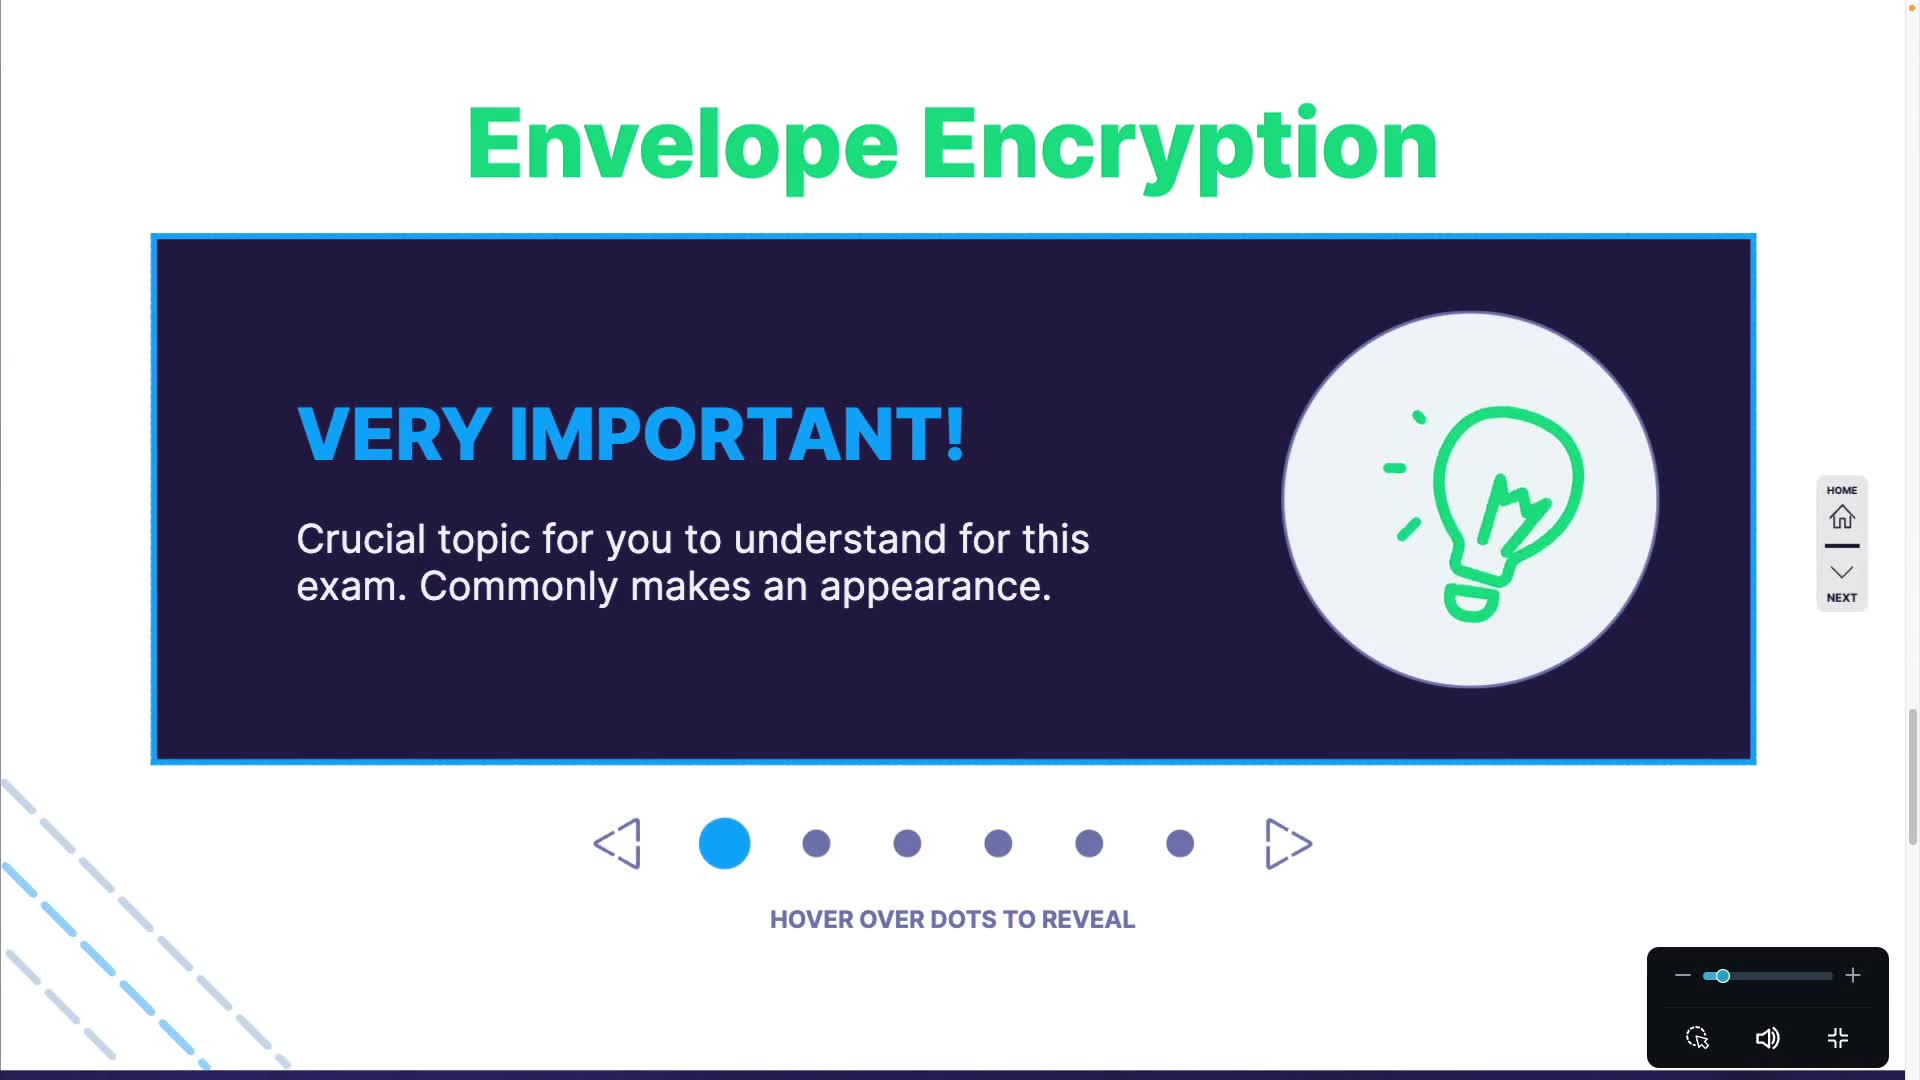 Envelope Encryption
VERY IMPORTANT!
Crucial topic for you to understand for this
exam. Commonly makes an appearance.
HOME
NEXT
HOVER OVER DOTS TO REVEAL